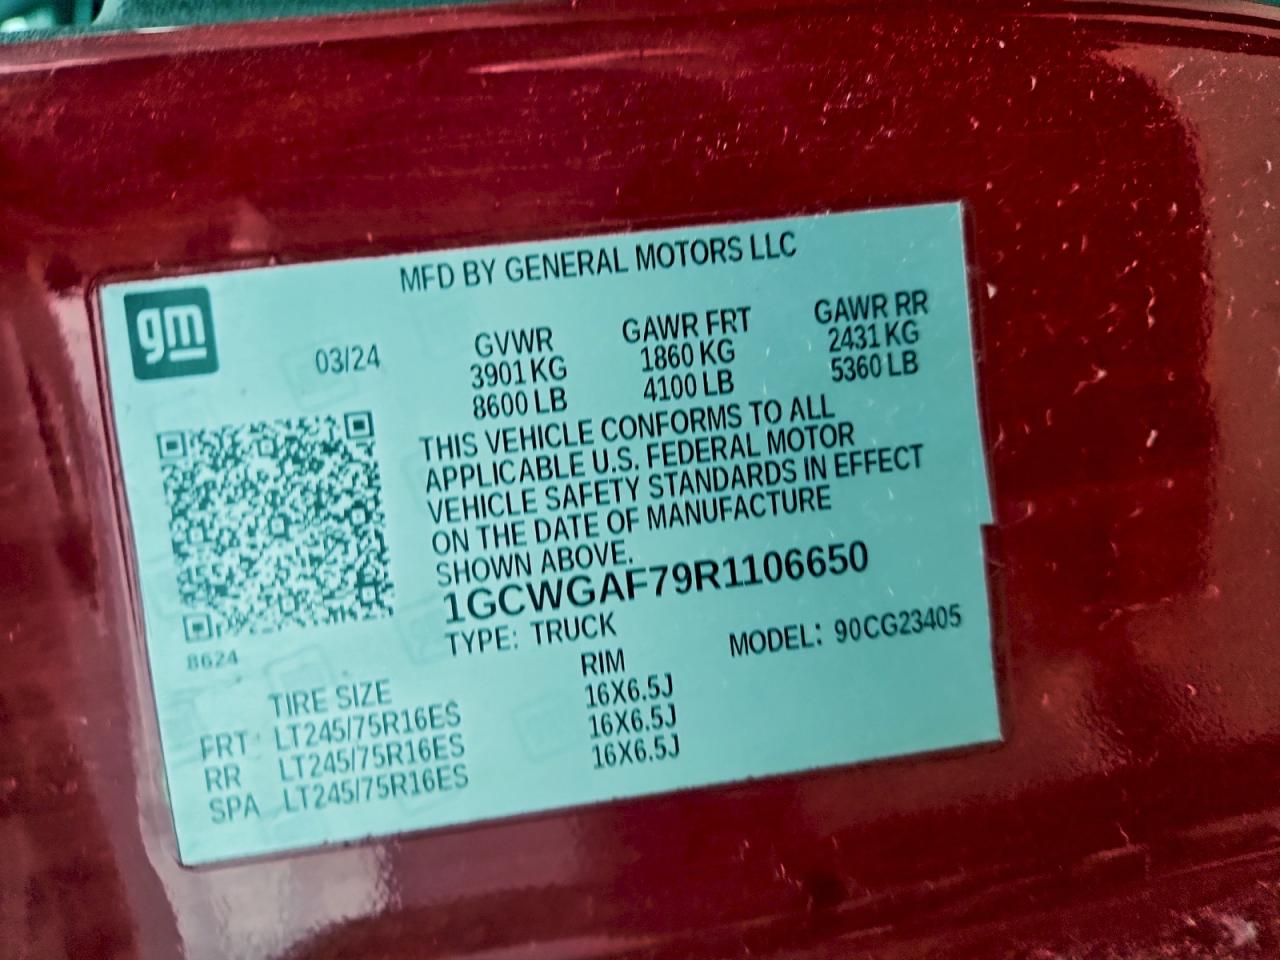 MFD BY GENERAL MOTORS LLC
gm
03/24
GVWR GAWR FRT GAWR RR
3901 KG 1860 KG 2431 KG
8600 LB 4100 LB 5360 LB
THIS VEHICLE CONFORMS TO ALL
APPLICABLE U.S. FEDERAL MOTOR
VEHICLE SAFETY STANDARDS IN EFFECT
ON THE DATE OF MANUFACTURE
SHOWN ABOVE.
1GCWGAF79R1106650
TYPE: TRUCK MODEL: 90CG23405
8624
TIRE SIZE RIM
FRT LT245/75R16ES 16X6.5J
RR LT245/75R16ES 16X6.5J
SPA LT245/75R16ES 16X6.5J